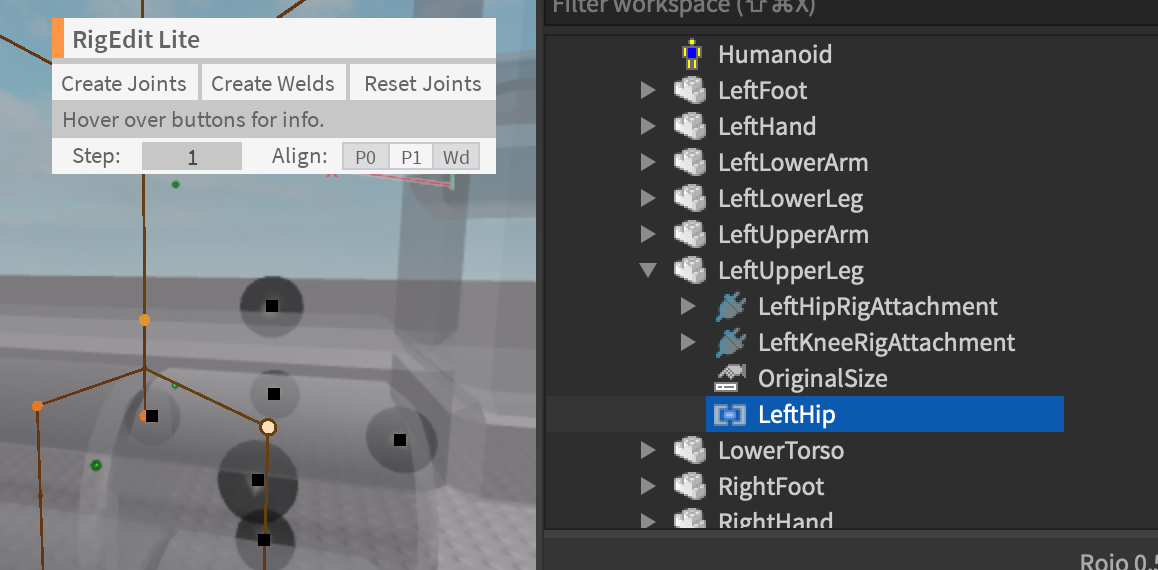 RigEdit Lite
Create Joints
Create Welds
Reset Joints
Hover over buttons for info.
Step: 1 Align: P0 P1 Wd
Filter workspace (⇧⌘X)
Humanoid
LeftFoot
LeftHand
LeftLowerArm
LeftLowerLeg
LeftUpperArm
LeftUpperLeg
LeftHipRigAttachment
LeftKneeRigAttachment
OriginalSize
LeftHip
LowerTorso
RightFoot
RightHand
Rojo 0.5